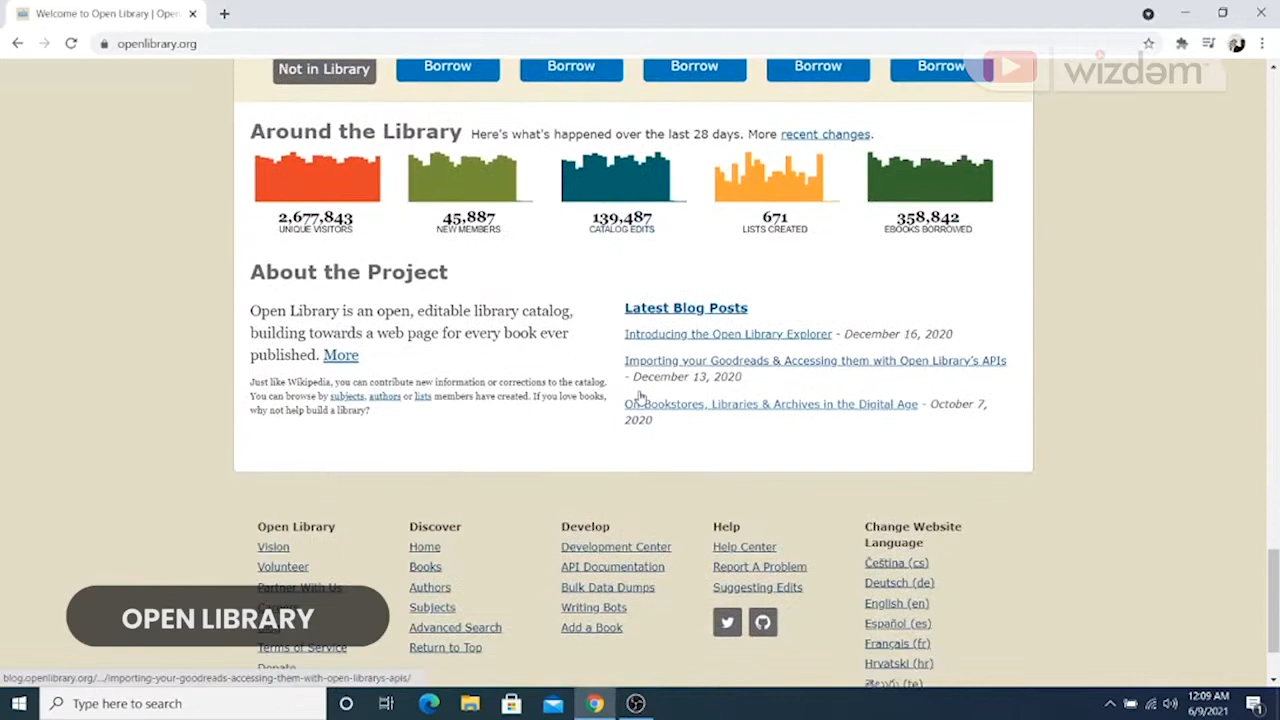 Welcome to Open Library | Open
openlibrary.org
wizdəm™
Not in Library
Borrow
Borrow
Borrow
Borrow
Borrow
Around the Library Here's what's happened over the last 28 days. More recent changes.
2,677,843
UNIQUE VISITORS
45,887
NEW MEMBERS
139,487
CATALOG EDITS
671
LISTS CREATED
358,842
EBOOKS BORROWED
About the Project
Open Library is an open, editable library catalog,
building towards a web page for every book ever
published. More
Just like Wikipedia, you can contribute new information or corrections to the catalog.
You can browse by subjects, authors or lists members have created. If you love books,
why not help build a library?
Latest Blog Posts
Introducing the Open Library Explorer - December 16, 2020
Importing your Goodreads & Accessing them with Open Library's APIs
- December 13, 2020
On Bookstores, Libraries & Archives in the Digital Age - October 7,
2020
Open Library
Vision
Volunteer
Partner With Us
Terms of Service
Donate
Discover
Home
Books
Authors
Subjects
Advanced Search
Return to Top
Develop
Development Center
API Documentation
Bulk Data Dumps
Writing Bots
Add a Book
Help
Help Center
Report A Problem
Suggesting Edits
Change Website
Language
Čeština (cs)
Deutsch (de)
English (en)
Español (es)
Français (fr)
Hrvatski (hr)
తెలుగు (te)
OPEN LIBRARY
blog.openlibrary.org/.../importing-your-goodreads-accessing-them-with-open-librarys-apis/
Type here to search
12:09 AM
6/9/2021
1